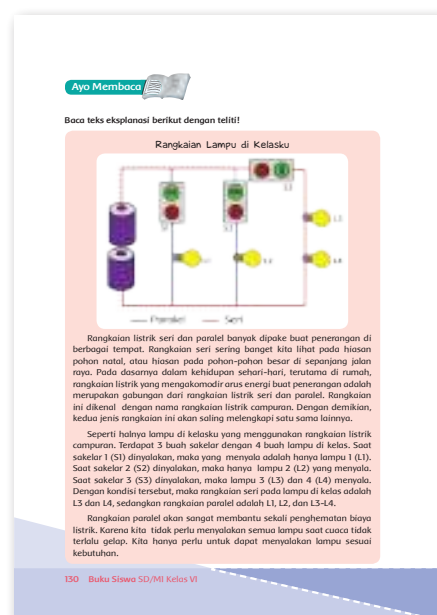 Ayo Membaca
Baca teks eksplanasi berikut dengan teliti!
Rangkaian Lampu di Kelasku
Paralel Seri
Rangkaian listrik seri dan paralel banyak dipake buat penerangan di
berbagai tempat. Rangkaian seri sering banget kita lihat pada hiasan
pohon natal, atau hiasan pada pohon-pohon besar di sepanjang jalan
raya. Pada dasarnya dalam kehidupan sehari-hari, terutama di rumah,
rangkaian listrik yang mengakomodir arus energi buat penerangan adalah
merupakan gabungan dari rangkaian listrik seri dan paralel. Rangkaian
ini dikenal dengan nama rangkaian listrik campuran. Dengan demikian,
kedua jenis rangkaian ini akan saling melengkapi satu sama lainnya.
Seperti halnya lampu di kelasku yang menggunakan rangkaian listrik
campuran. Terdapat 3 buah sakelar dengan 4 buah lampu di kelas. Saat
sakelar 1 (S1) dinyalakan, maka yang menyala adalah hanya lampu 1 (L1).
Saat sakelar 2 (S2) dinyalakan, maka hanya lampu 2 (L2) yang menyala.
Saat sakelar 3 (S3) dinyalakan, maka lampu 3 (L3) dan 4 (L4) menyala.
Dengan kondisi tersebut, maka rangkaian seri pada lampu di kelas adalah
L3 dan L4, sedangkan rangkaian paralel adalah L1, L2, dan L3-L4.
Rangkaian paralel akan sangat membantu sekali penghematan biaya
listrik. Karena kita tidak perlu menyalakan semua lampu saat cuaca tidak
terlalu gelap. Kita hanya perlu untuk dapat menyalakan lampu sesuai
kebutuhan.
130 Buku Siswa SD/MI Kelas VI